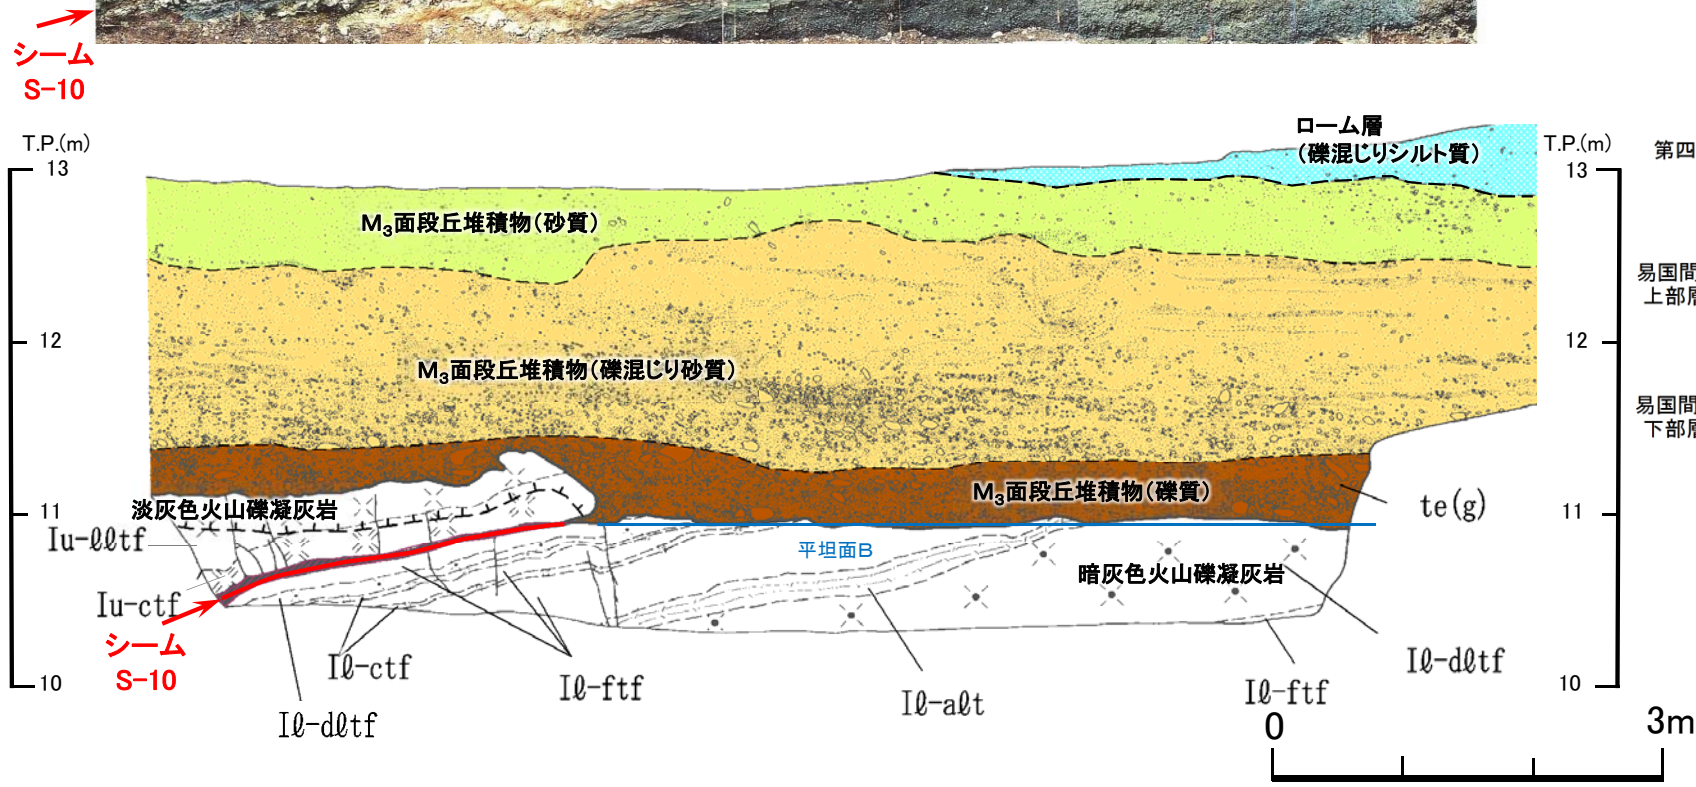 シーム
S-10
T.P.(m)
13
12
11
10
ローム層
(礫混じりシルト質)
T.P.(m)
13
12
11
10
第四
易国間
上部層
易国間
下部層
M3面段丘堆積物(砂質)
M3面段丘堆積物(礫混じり砂質)
M3面段丘堆積物(礫質)
te(g)
淡灰色火山礫凝灰岩
Iu-ℓℓtf
平坦面B
暗灰色火山礫凝灰岩
Iu-ctf
シーム
S-10
Iℓ-ctf
Iℓ-ftf
Iℓ-aℓt
Iℓ-ftf
Iℓ-dℓtf
Iℓ-dℓtf
0
3m